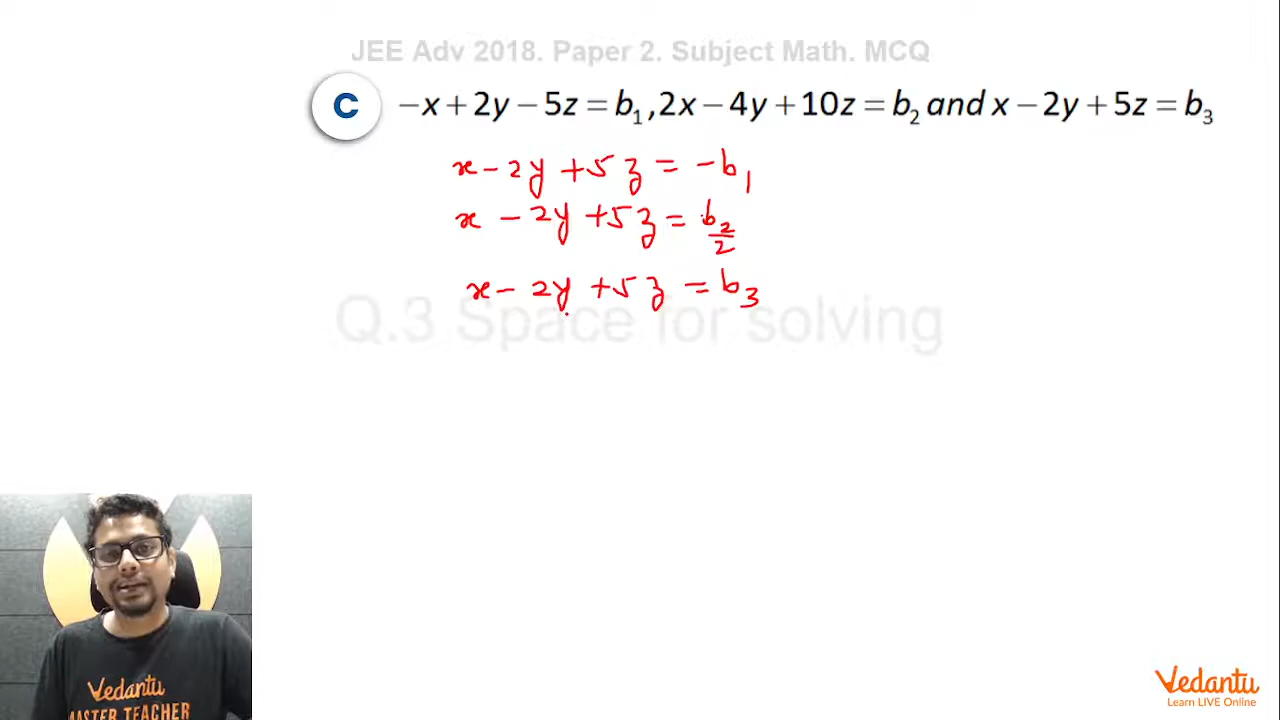 JEE Adv 2018. Paper 2. Subject Math. MCQ
C −x + 2y − 5z = b₁, 2x − 4y + 10z = b₂ and x − 2y + 5z = b₃
x − 2y + 5z = −b₁
x − 2y + 5z = b₂/2
x − 2y + 5z = b₃
Q.3 Space for solving
Vedantu
MASTER TEACHER
Vedantu
Learn LIVE Online